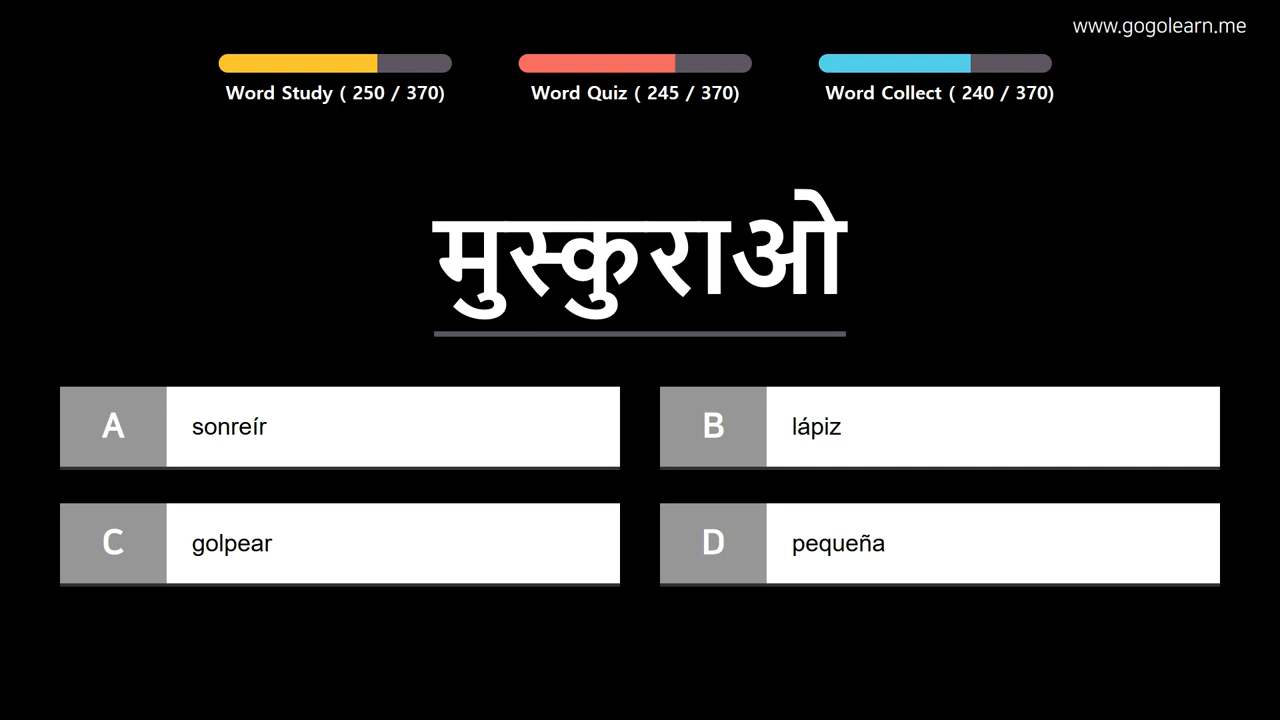 www.gogolearn.me
Word Study ( 250 / 370)
Word Quiz ( 245 / 370)
Word Collect ( 240 / 370)
मुस्कुराओ
A sonreír
B lápiz
C golpear
D pequeña